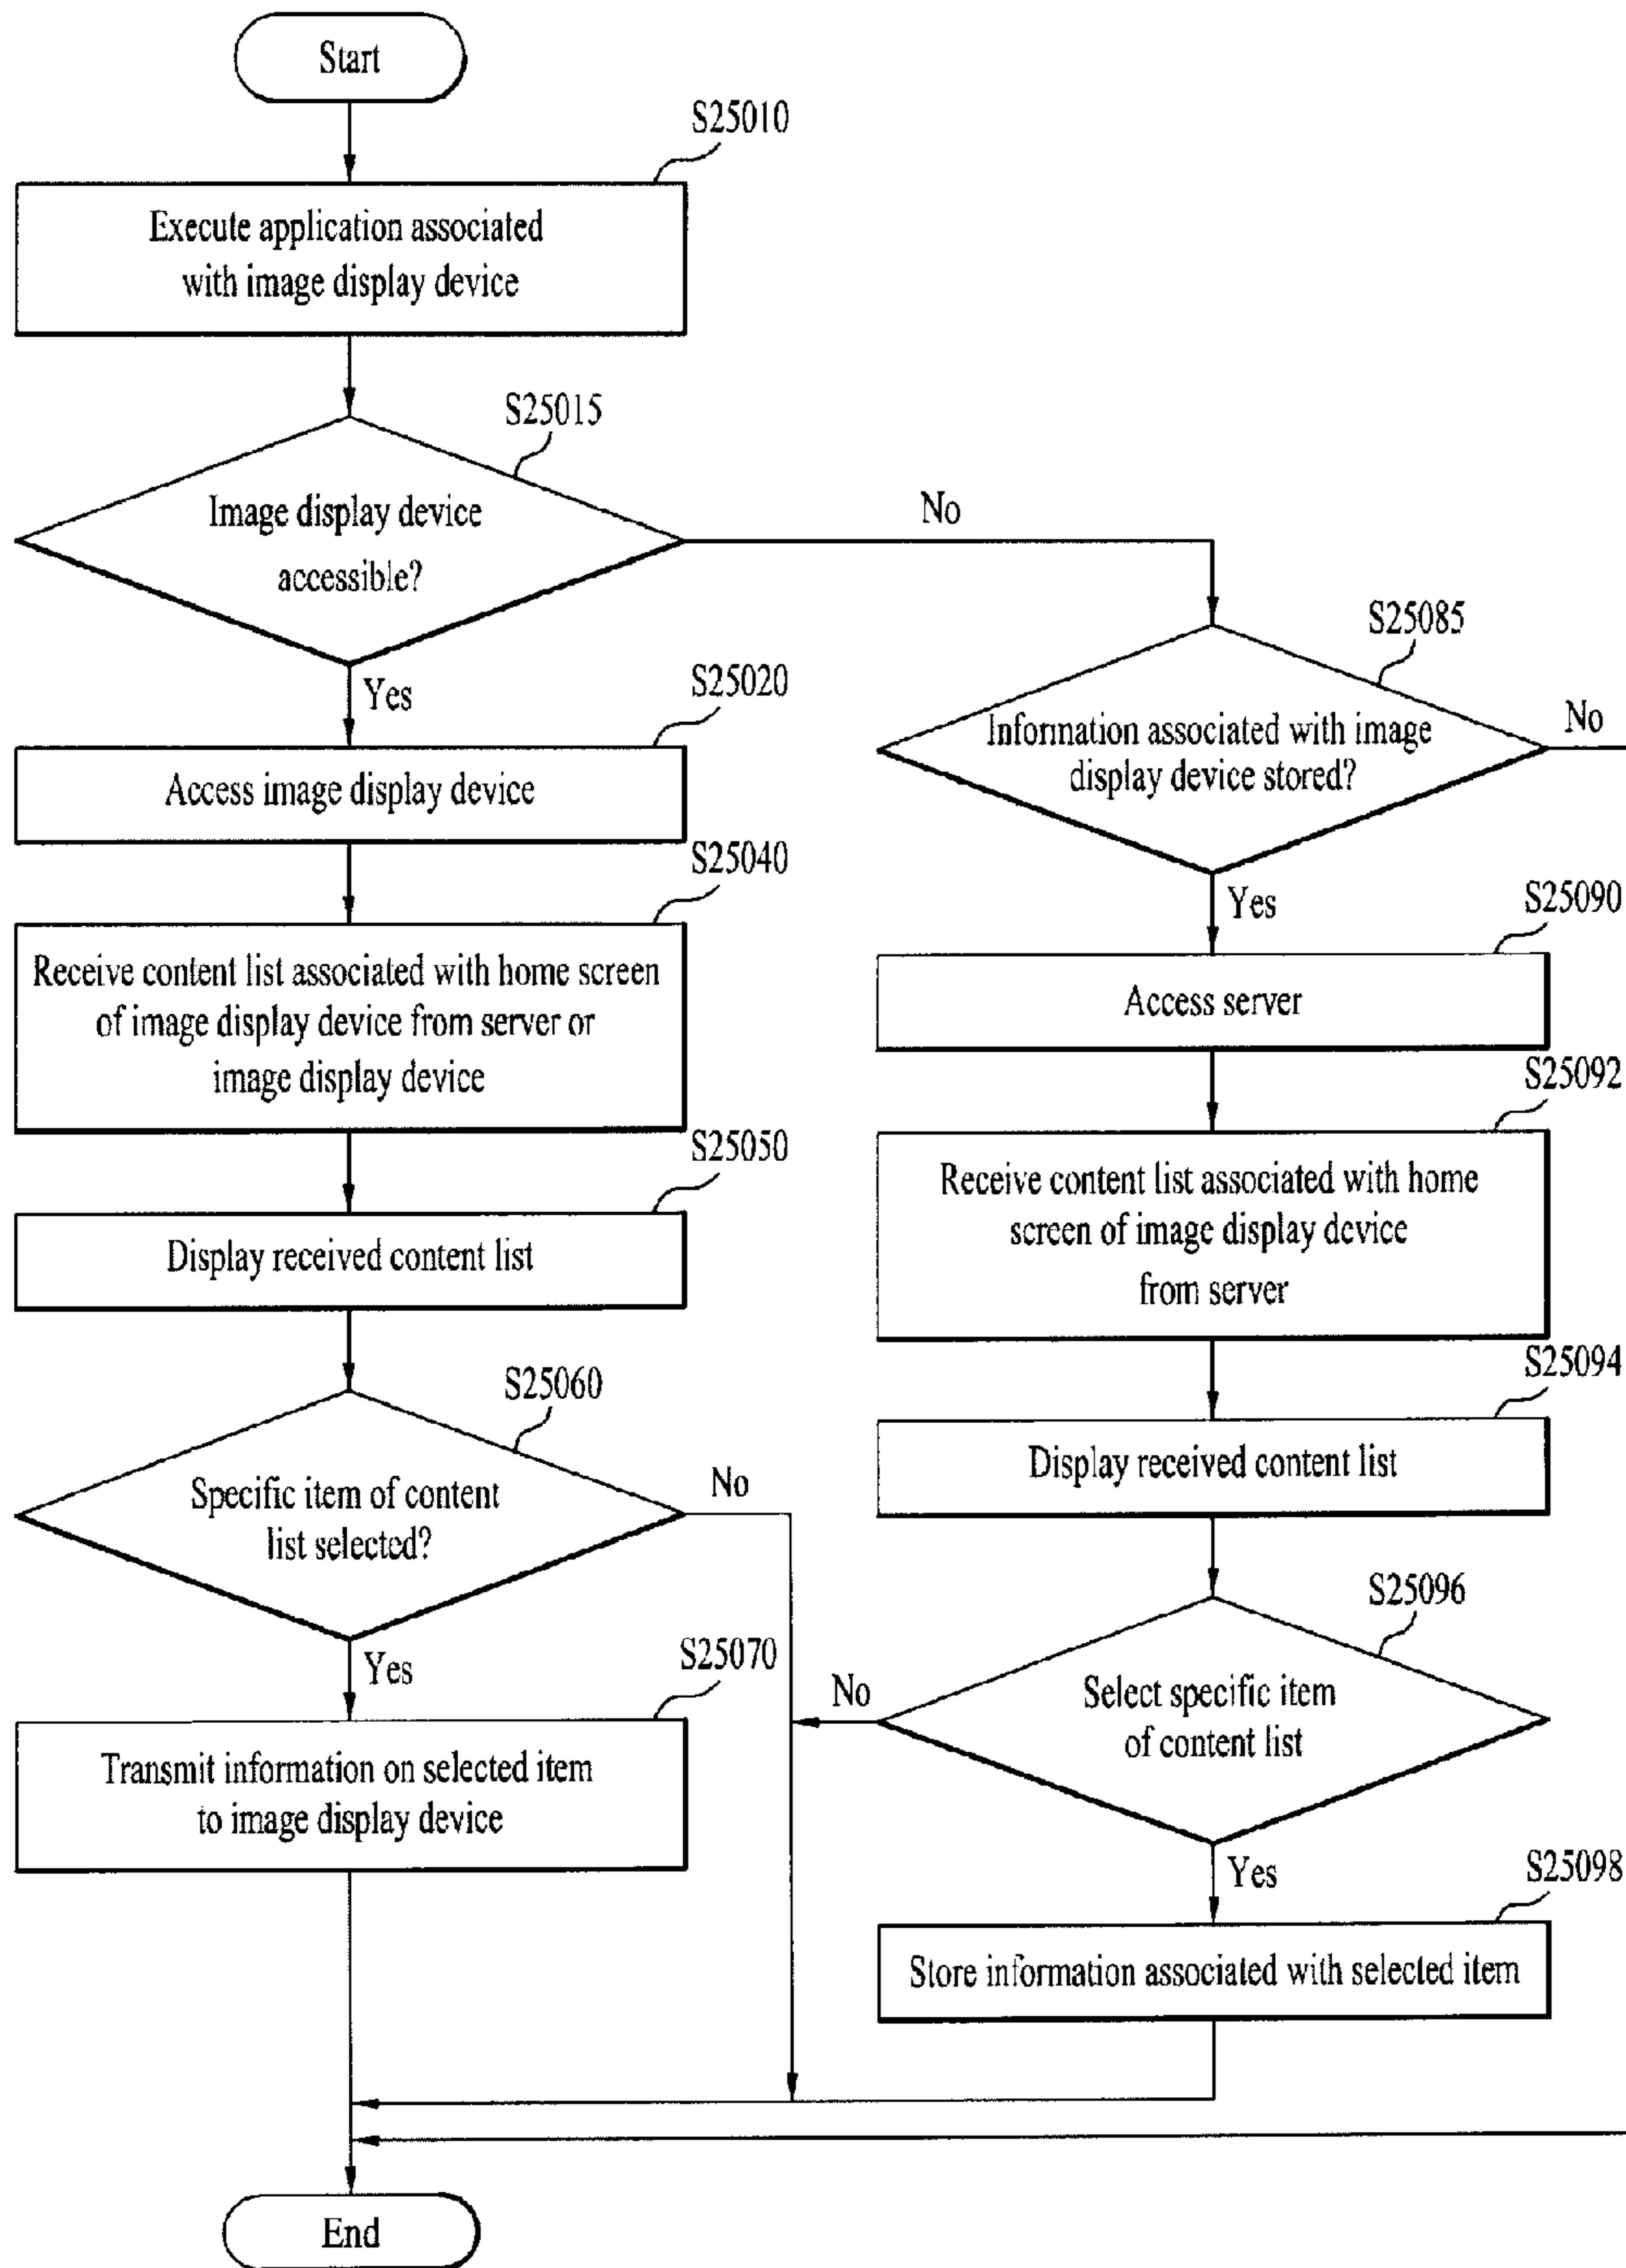 Start
S25010
Execute application associated
with image display device
S25015
Image display device
accessible?
No
Yes
S25020
Access image display device
S25040
Receive content list associated with home screen
of image display device from server or
image display device
S25050
Display received content list
S25060
Specific item of content
list selected?
No
Yes
S25070
Transmit information on selected item
to image display device
S25085
Information associated with image
display device stored?
No
Yes
S25090
Access server
S25092
Receive content list associated with home
screen of image display device
from server
S25094
Display received content list
S25096
Select specific item
of content list
No
Yes
S25098
Store information associated with selected item
End